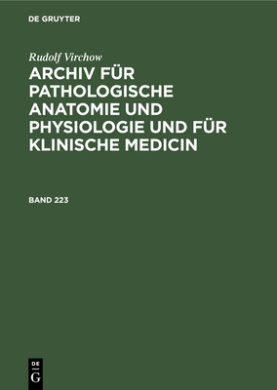 DE GRUYTER
Rudolf Virchow
ARCHIV FÜR
PATHOLOGISCHE
ANATOMIE UND
PHYSIOLOGIE UND FÜR
KLINISCHE MEDICIN
BAND 223
DE
G